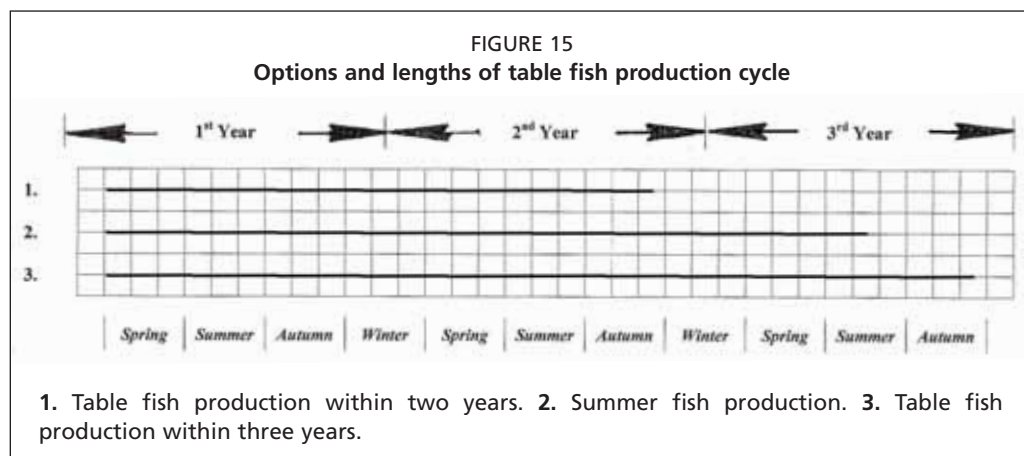 FIGURE 15
Options and lengths of table fish production cycle
1st Year 2nd Year 3rd Year
1.
2.
3.
Spring Summer Autumn Winter Spring Summer Autumn Winter Spring Summer Autumn
1. Table fish production within two years. 2. Summer fish production. 3. Table fish
production within three years.